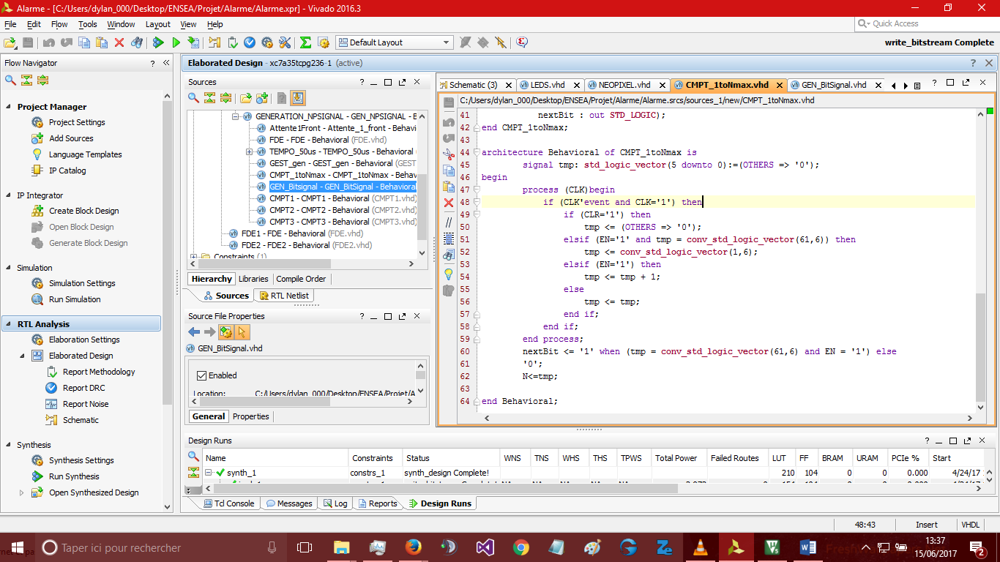 Alarme - [C:/Users/dylan_000/Desktop/ENSEA/Projet/Alarme/Alarme.xpr] - Vivado 2016.3
File Edit Flow Tools Window Layout View Help
Quick Access
Default Layout
write_bitstream Complete
Flow Navigator
Project Manager
Project Settings
Add Sources
Language Templates
IP Catalog
IP Integrator
Create Block Design
Open Block Design
Generate Block Design
Simulation
Simulation Settings
Run Simulation
RTL Analysis
Elaboration Settings
Elaborated Design
Report Methodology
Report DRC
Report Noise
Schematic
Synthesis
Synthesis Settings
Run Synthesis
Open Synthesized Design
Elaborated Design - xc7a35tcpg236-1 (active)
Sources
GENERATION_NPSIGNAL - GEN_NPSIGNAL - B
Attente1Front - Attente_1_front - Behavi
FDE - FDE - Behavioral (FDE.vhd)
TEMPO_50us - TEMPO_50us - Behavioral
GEST_gen - GEST_gen - Behavioral (GEST
CMPT_1toNmax - CMPT_1toNmax - Behav
GEN_Bitsignal - GEN_BitSignal - Behavioral
CMPT1 - CMPT1 - Behavioral (CMPT1.vhd)
CMPT2 - CMPT2 - Behavioral (CMPT2.vhd)
CMPT3 - CMPT3 - Behavioral (CMPT3.vhd)
FDE1 - FDE - Behavioral (FDE.vhd)
FDE2 - FDE2 - Behavioral (FDE2.vhd)
Constraints (1)
Hierarchy Libraries Compile Order
Sources RTL Netlist
Source File Properties
GEN_BitSignal.vhd
Enabled
Location: C:/Users/dylan_000/Desktop/ENSEA/Projet/A
General Properties
Schematic (3) LEDS.vhd NEOPIXEL.vhd CMPT_1toNmax.vhd GEN_BitSignal.vhd
C:/Users/dylan_000/Desktop/ENSEA/Projet/Alarme/Alarme.srcs/sources_1/new/CMPT_1toNmax.vhd
41 nextBit : out STD_LOGIC);
42 end CMPT_1toNmax;
43
44 architecture Behavioral of CMPT_1toNmax is
45 signal tmp: std_logic_vector(5 downto 0):=(OTHERS => '0');
46 begin
47 process (CLK)begin
48 if (CLK'event and CLK='1') then
49 if (CLR='1') then
50 tmp <= (OTHERS => '0');
51 elsif (EN='1' and tmp = conv_std_logic_vector(61,6)) then
52 tmp <= conv_std_logic_vector(1,6);
53 elsif (EN='1') then
54 tmp <= tmp + 1;
55 else
56 tmp <= tmp;
57 end if;
58 end if;
59 end process;
60 nextBit <= '1' when (tmp = conv_std_logic_vector(61,6) and EN = '1') else
61 '0';
62 N<=tmp;
63
64 end Behavioral;
Design Runs
Name Constraints Status WNS TNS WHS THS TPWS Total Power Failed Routes LUT FF BRAM URAM PCIe % Start
synth_1 constrs_1 synth_design Complete! 210 104 0 0 0.000 4/24/17
Tcl Console Messages Log Reports Design Runs
48:43 Insert VHDL
Taper ici pour rechercher
13:37
15/06/2017
2